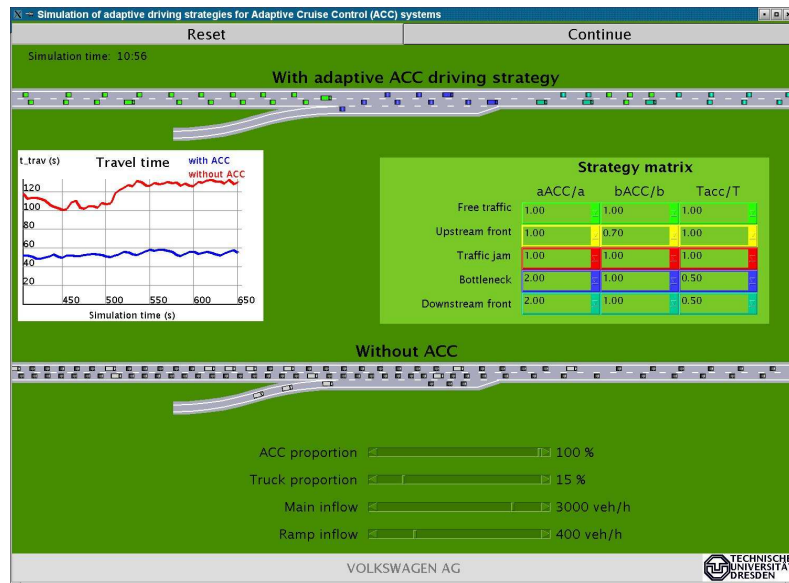 Simulation of adaptive driving strategies for Adaptive Cruise Control (ACC) systems
Reset Continue
Simulation time: 10:56
With adaptive ACC driving strategy
t_trav (s) Travel time with ACC
without ACC
120
100
80
60
40
20
450 500 550 600 650
Simulation time (s)
Strategy matrix
aACC/a bACC/b Tacc/T
Free traffic 1.00 1.00 1.00
Upstream front 1.00 0.70 1.00
Traffic jam 1.00 1.00 1.00
Bottleneck 2.00 1.00 0.50
Downstream front 2.00 1.00 0.50
Without ACC
ACC proportion 100 %
Truck proportion 15 %
Main inflow 3000 veh/h
Ramp inflow 400 veh/h
VOLKSWAGEN AG
TECHNISCHE
UNIVERSITÄT
DRESDEN